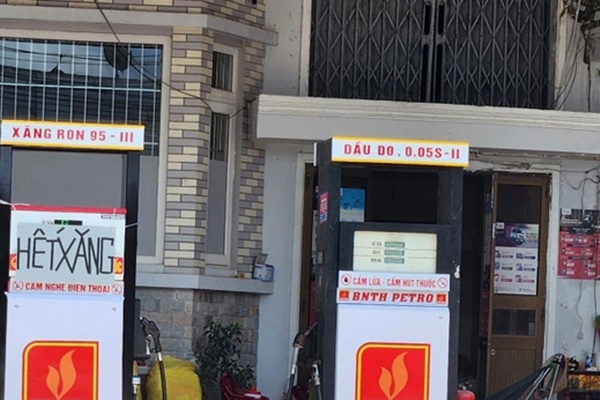 XĂNG RON 95 - III
HẾT XĂNG
CẤM NGHE ĐIỆN THOẠI
DẦU DO . 0.05S - II
CẤM LỬA - CẤM HÚT THUỐC
BNTH PETRO